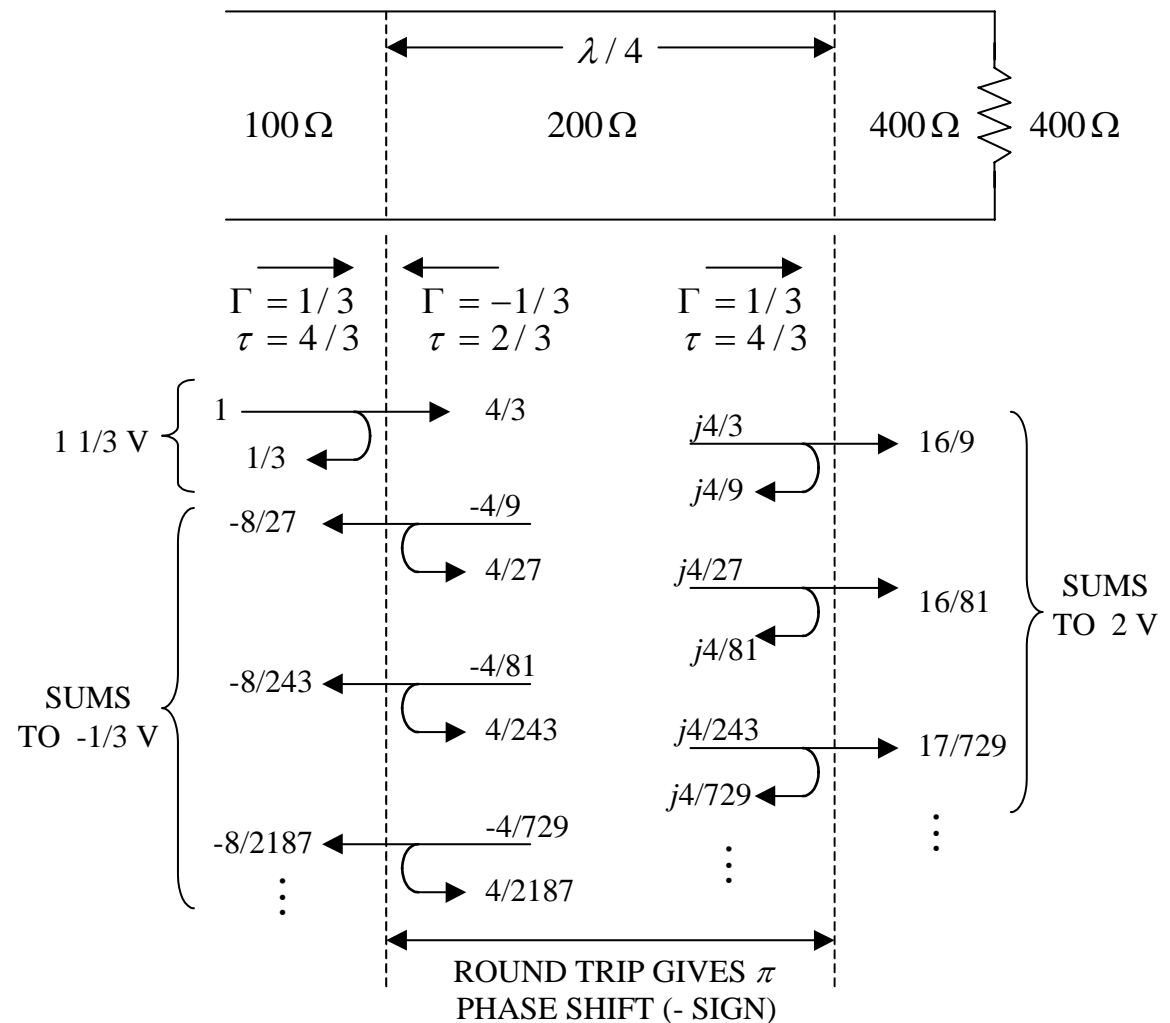 λ / 4
100 Ω
200 Ω
400 Ω
400 Ω
Γ = 1/ 3
τ = 4 / 3
Γ = −1/ 3
τ = 2 / 3
Γ = 1/ 3
τ = 4 / 3
1 1/3 V
1
4/3
1/3
j4/3
16/9
j4/9
-8/27
-4/9
4/27
j4/27
16/81
j4/81
SUMS
TO 2 V
-8/243
-4/81
4/243
SUMS
TO -1/3 V
j4/243
17/729
j4/729
-8/2187
-4/729
4/2187
ROUND TRIP GIVES π
PHASE SHIFT (- SIGN)